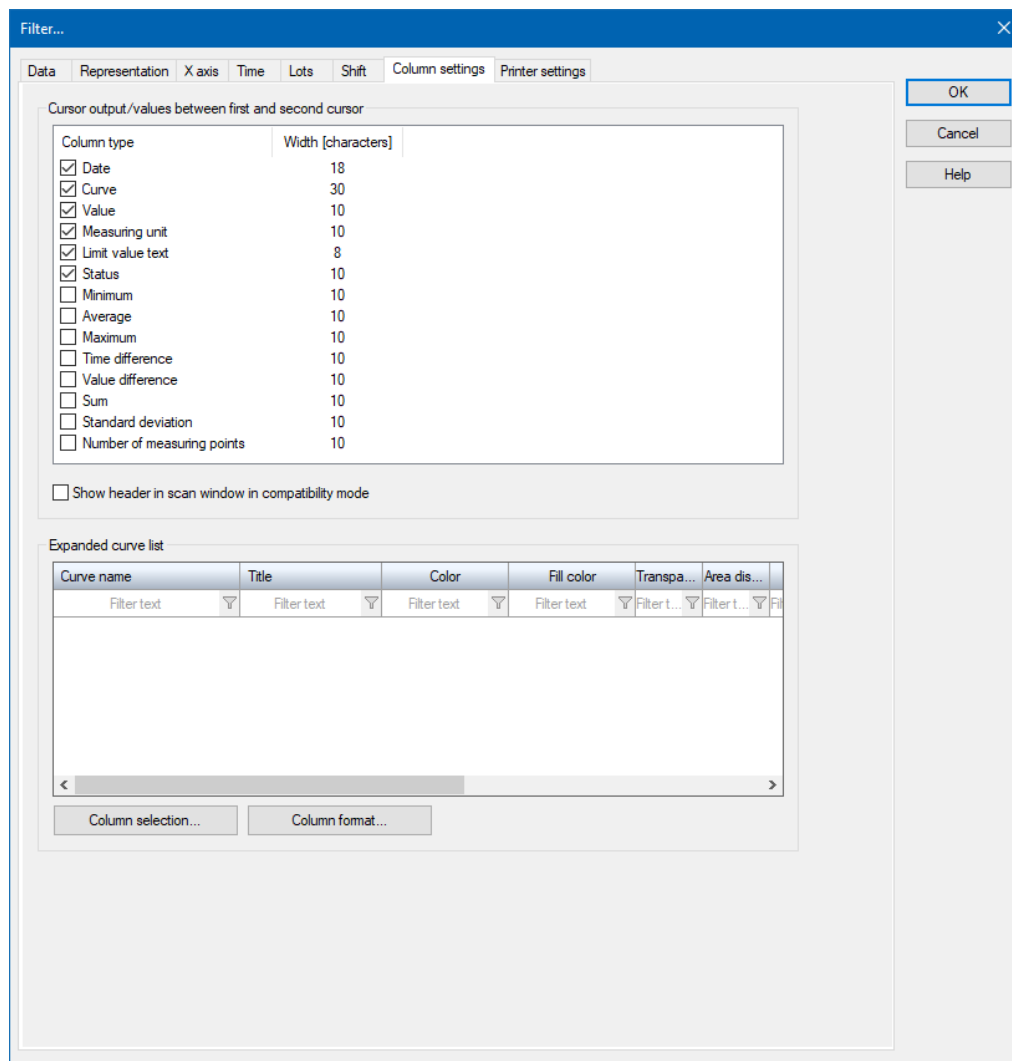 Filter...
Data Representation X axis Time Lots Shift Column settings Printer settings
OK
Cancel
Help
Cursor output/values between first and second cursor
Column type Width [characters]
Date 18
Curve 30
Value 10
Measuring unit 10
Limit value text 8
Status 10
Minimum 10
Average 10
Maximum 10
Time difference 10
Value difference 10
Sum 10
Standard deviation 10
Number of measuring points 10
Show header in scan window in compatibility mode
Expanded curve list
Curve name Title Color Fill color Transpa... Area dis...
Filter text Filter text Filter text Filter text Filter t... Filter t... Fil
Column selection... Column format...